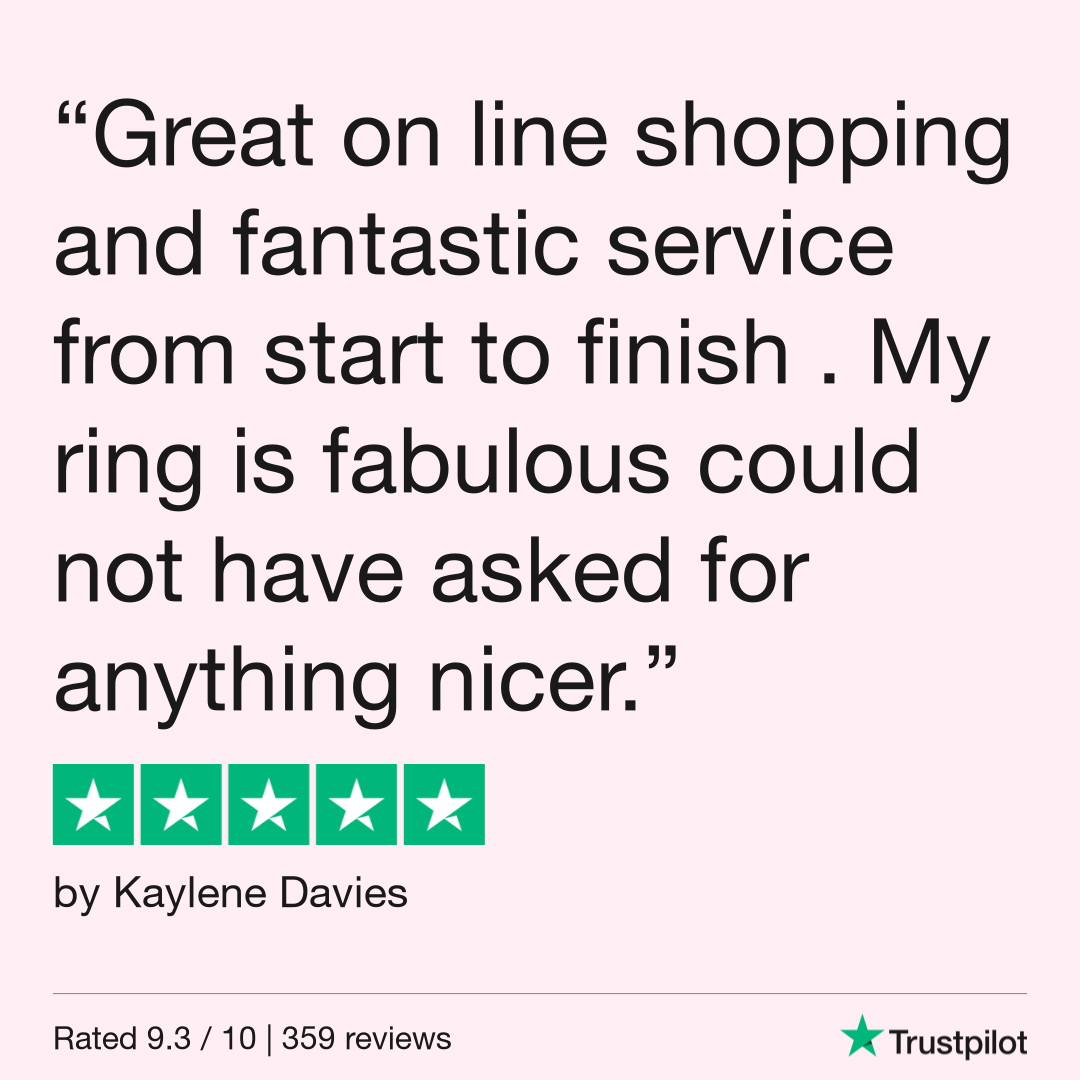 “Great on line shopping
and fantastic service
from start to finish . My
ring is fabulous could
not have asked for
anything nicer.”
by Kaylene Davies
Rated 9.3 / 10 | 359 reviews
Trustpilot